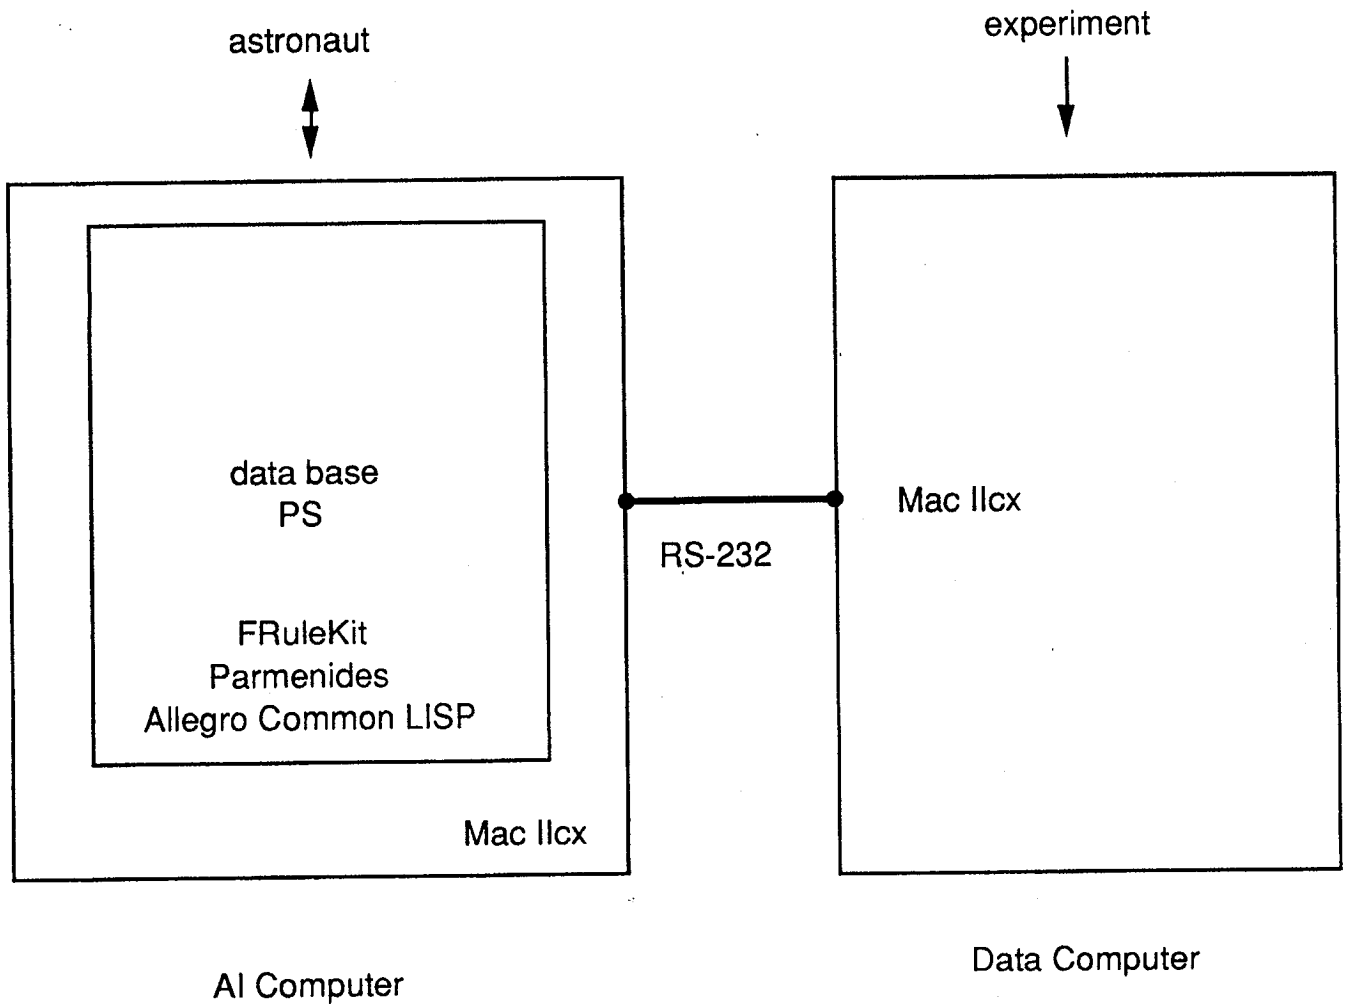 astronaut
experiment
data base
PS
FRuleKit
Parmenides
Allegro Common LISP
Mac IIcx
RS-232
Mac IIcx
AI Computer
Data Computer